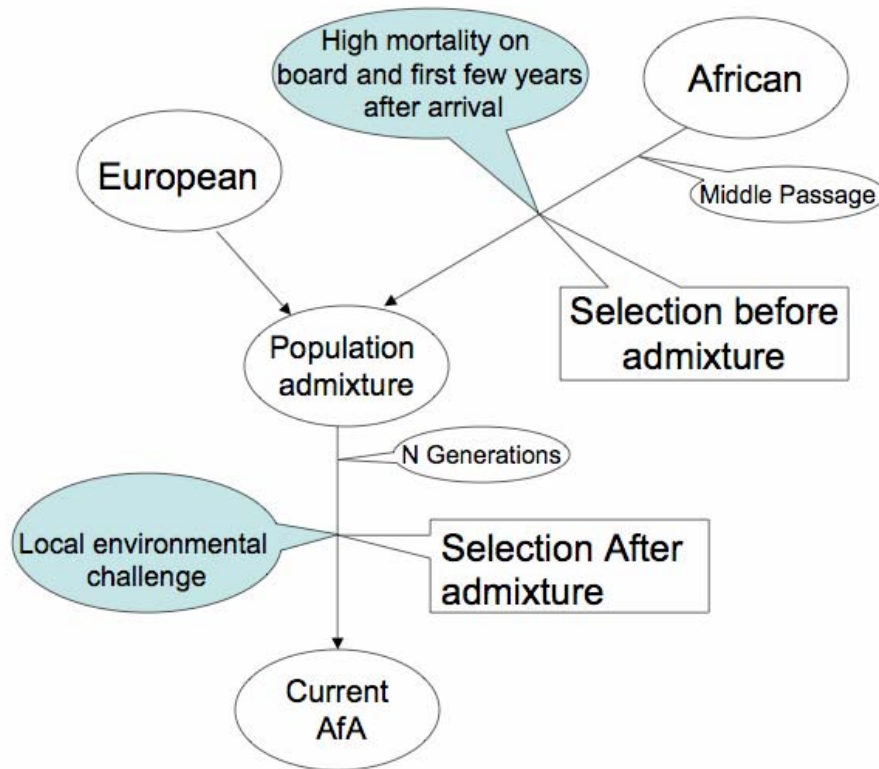 High mortality on
board and first few years
after arrival
African
European
Middle Passage
Selection before
admixture
Population
admixture
N Generations
Local environmental
challenge
Selection After
admixture
Current
AfA